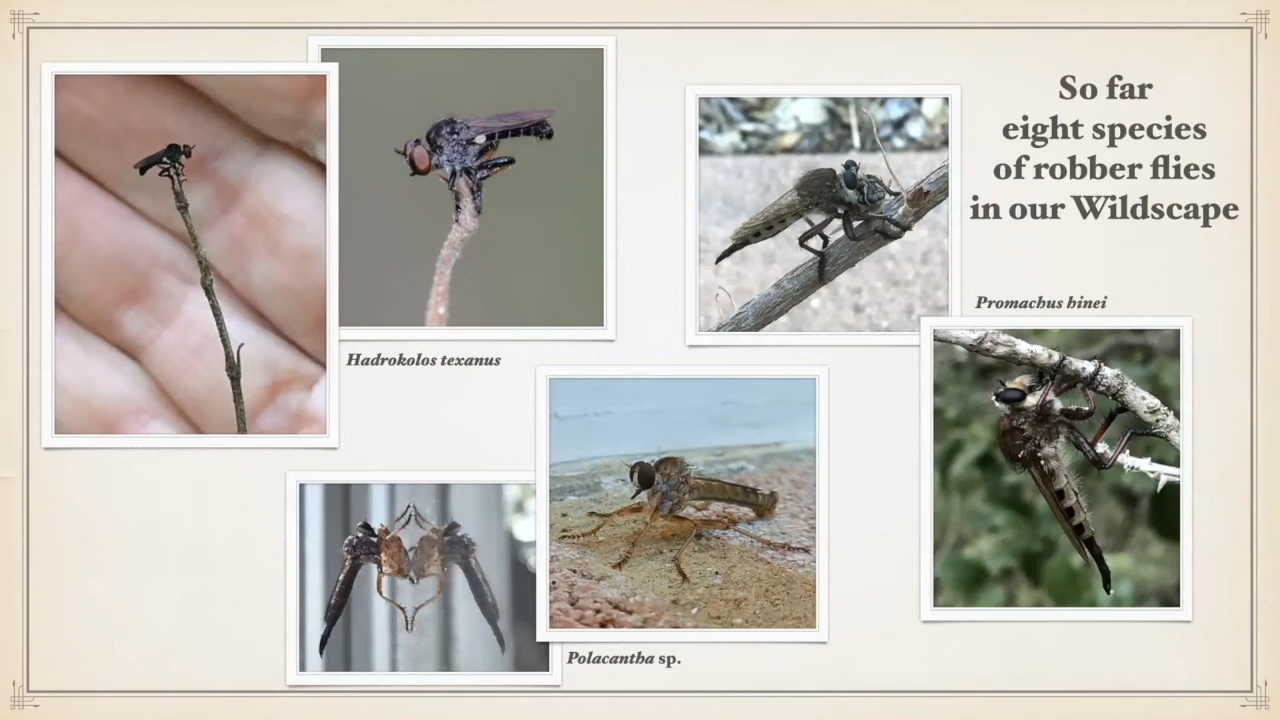 So far
eight species
of robber flies
in our Wildscape
Promachus hinei
Hadrokolos texanus
Polacantha sp.